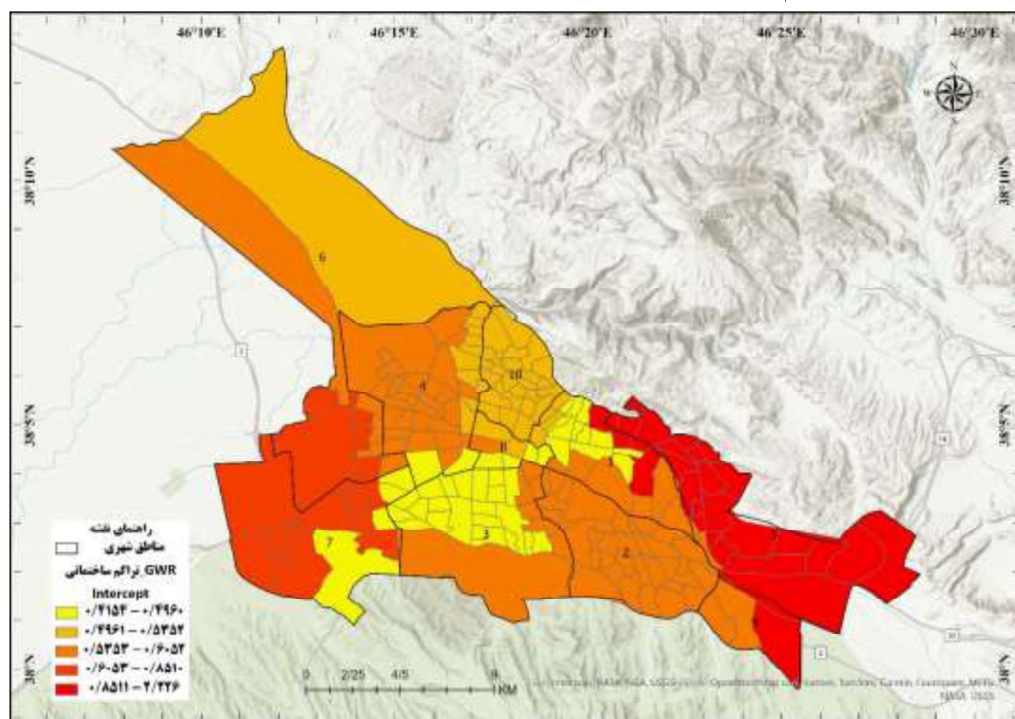 46°10'E 46°15'E 46°20'E 46°25'E 46°30'E
N
38°10'N 38°10'N
6
4
10
38°5'N 38°5'N
8
1
3
2
7
راهنمای نقشه
مناطق شهری
GWR_تراکم ساختمانی
Intercept
۰/۴۱۵۴ – ۰/۴۹۶۰
۰/۴۹۶۱ – ۰/۵۳۵۲
۰/۵۳۵۳ – ۰/۶۰۵۲
۰/۶۰۵۳ – ۰/۸۵۱۰
۰/۸۵۱۱ – ۲/۲۲۶
0 2/25 4/5 9
KM
38°N 38°N
NASA, USGS